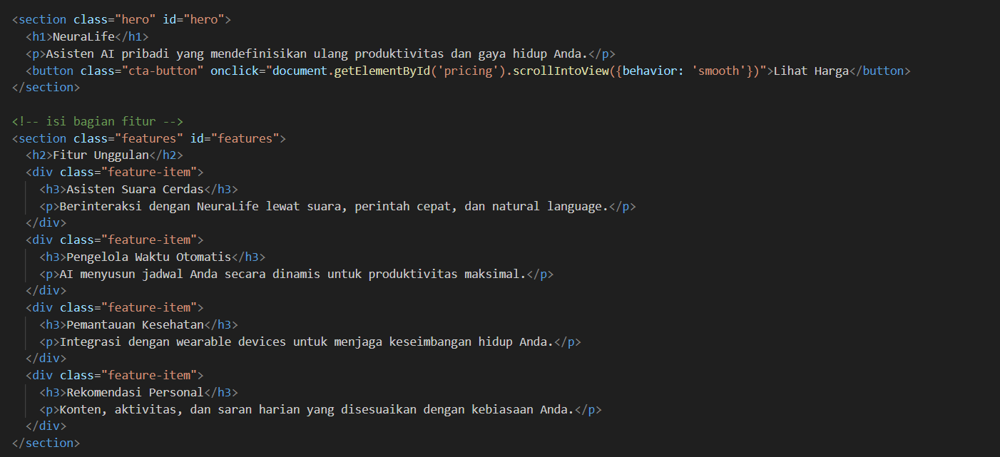 <section class="hero" id="hero">
<h1>NeuraLife</h1>
<p>Asisten AI pribadi yang mendefinisikan ulang produktivitas dan gaya hidup Anda.</p>
<button class="cta-button" onclick="document.getElementById('pricing').scrollIntoView({behavior: 'smooth'})">Lihat Harga</button>
</section>
<!-- isi bagian fitur -->
<section class="features" id="features">
<h2>Fitur Unggulan</h2>
<div class="feature-item">
<h3>Asisten Suara Cerdas</h3>
<p>Berinteraksi dengan NeuraLife lewat suara, perintah cepat, dan natural language.</p>
</div>
<div class="feature-item">
<h3>Pengelola Waktu Otomatis</h3>
<p>AI menyusun jadwal Anda secara dinamis untuk produktivitas maksimal.</p>
</div>
<div class="feature-item">
<h3>Pemantauan Kesehatan</h3>
<p>Integrasi dengan wearable devices untuk menjaga keseimbangan hidup Anda.</p>
</div>
<div class="feature-item">
<h3>Rekomendasi Personal</h3>
<p>Konten, aktivitas, dan saran harian yang disesuaikan dengan kebiasaan Anda.</p>
</div>
</section>